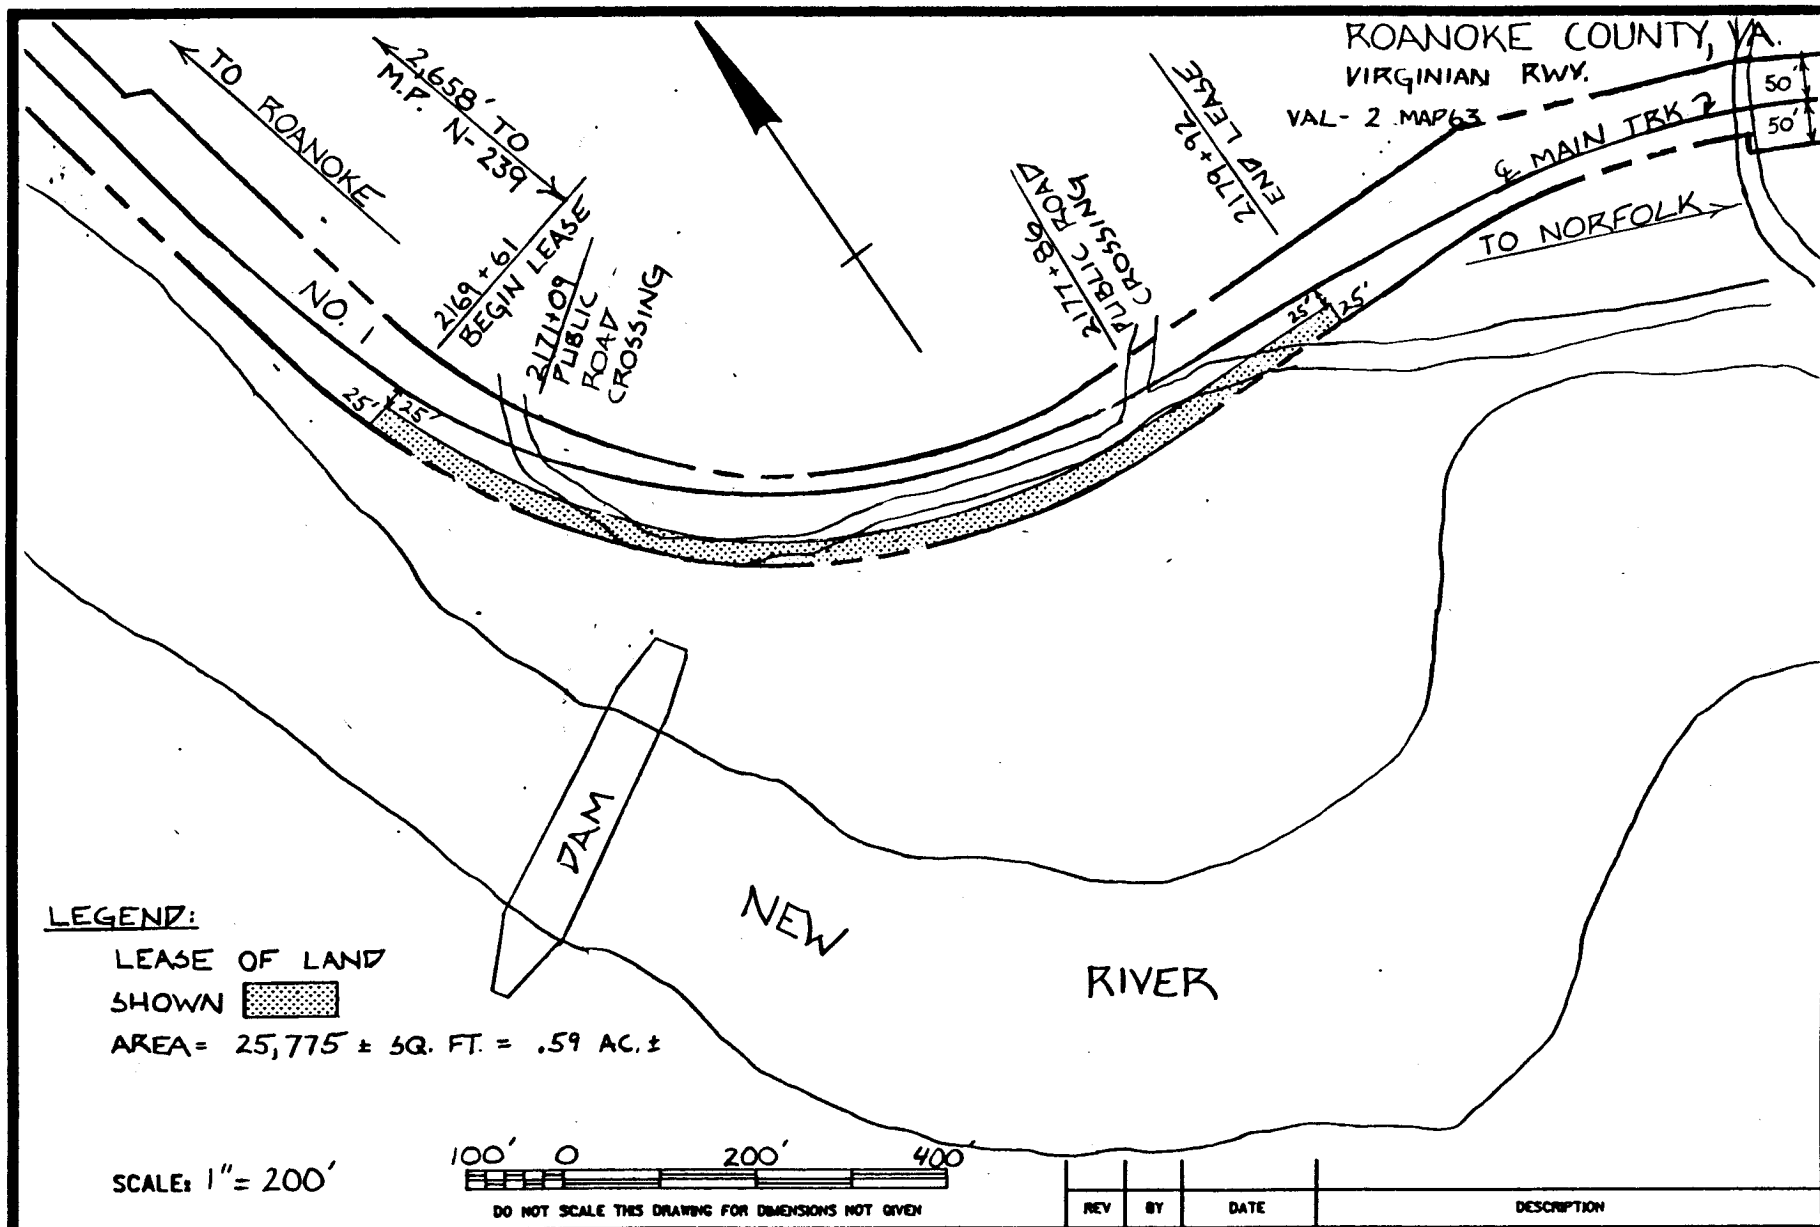 ROANOKE COUNTY, VA.
VIRGINIAN RWY.
VAL- 2 MAP 63
TO ROANOKE
2,658' TO
M.P. N-239
2169 + 61
BEGIN LEASE
2171+09
PUBLIC
ROAD
CROSSING
2177 + 86
PUBLIC ROAD
CROSSING
2179 + 92
END LEASE
℄ MAIN TRK
50'
50'
TO NORFOLK
NO. 1
25'
25'
25'
25'
DAM
NEW
RIVER
LEGEND:
LEASE OF LAND
SHOWN
AREA = 25,775 ± SQ. FT. = .59 AC. ±
SCALE: 1" = 200'
100' 0 200' 400'
DO NOT SCALE THIS DRAWING FOR DIMENSIONS NOT GIVEN
REV BY DATE DESCRIPTION